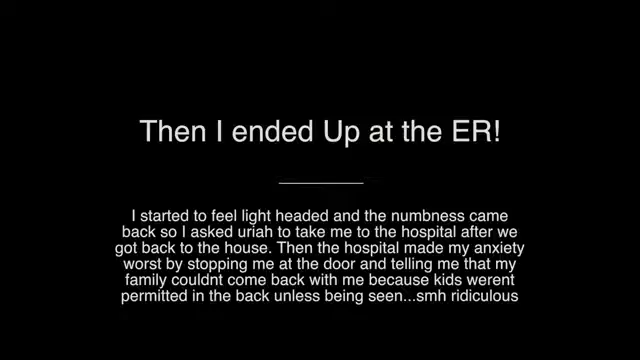 Then I ended Up at the ER!
I started to feel light headed and the numbness came
back so I asked uriah to take me to the hospital after we
got back to the house. Then the hospital made my anxiety
worst by stopping me at the door and telling me that my
family couldnt come back with me because kids werent
permitted in the back unless being seen...smh ridiculous